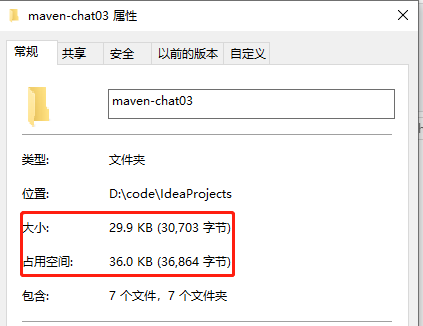 maven-chat03 属性
常规 共享 安全 以前的版本 自定义
maven-chat03
类型: 文件夹
位置: D:\code\IdeaProjects
大小: 29.9 KB (30,703 字节)
占用空间: 36.0 KB (36,864 字节)
包含: 7 个文件，7 个文件夹